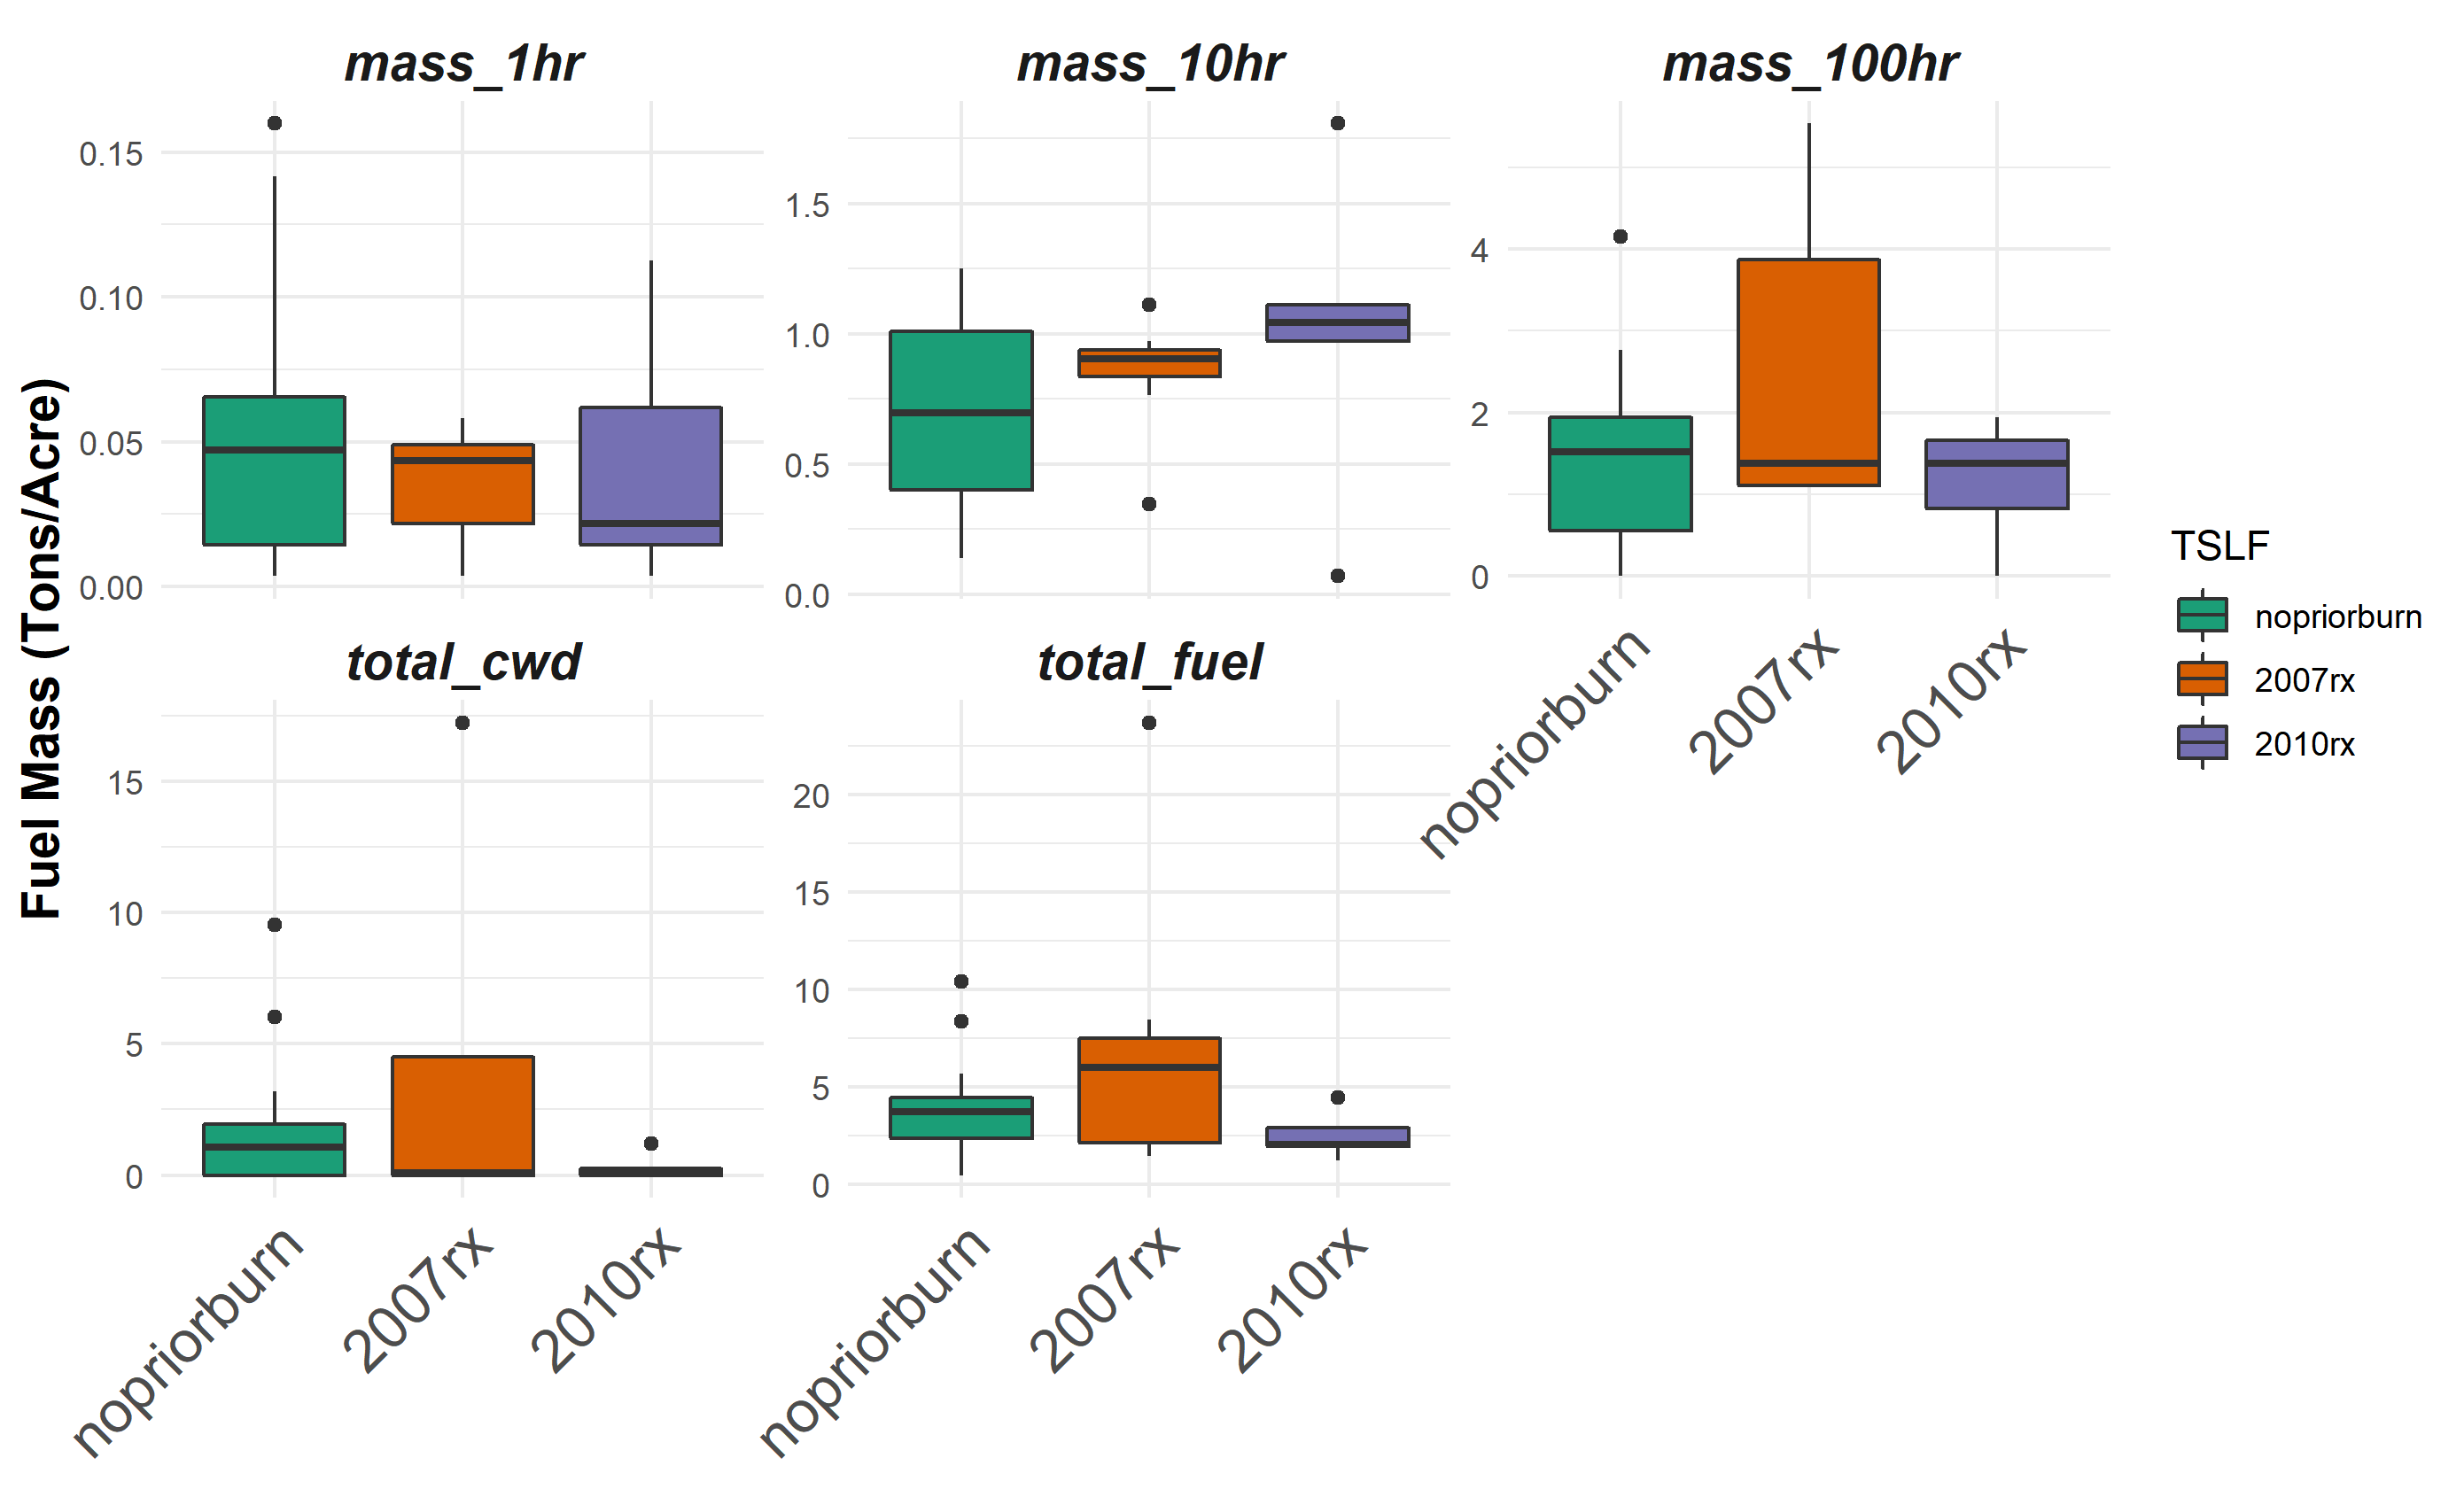 mass_1hr
mass_10hr
mass_100hr
0.15
0.10
0.05
0.00
1.5
1.0
0.5
0.0
4
2
0
nopriorburn
2007rx
2010rx
Fuel Mass (Tons/Acre)
total_cwd
total_fuel
15
10
5
0
20
15
10
5
0
nopriorburn
2007rx
2010rx
nopriorburn
2007rx
2010rx
TSLF
nopriorburn
2007rx
2010rx